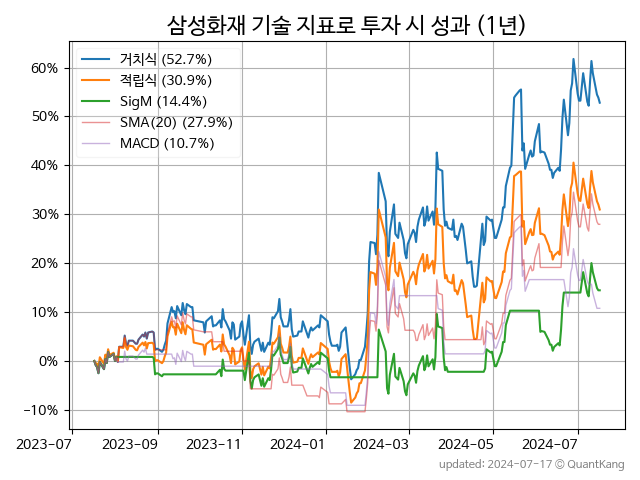 삼성화재 기술 지표로 투자 시 성과 (1년)
거치식 (52.7%)
적립식 (30.9%)
SigM (14.4%)
SMA(20) (27.9%)
MACD (10.7%)
60%
50%
40%
30%
20%
10%
0%
−10%
2023-07 2023-09 2023-11 2024-01 2024-03 2024-05 2024-07
updated: 2024-07-17 © QuantKang